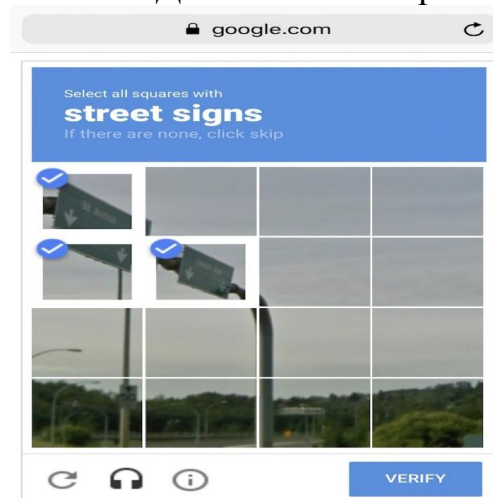 google.com
Select all squares with
street signs
If there are none, click skip
VERIFY